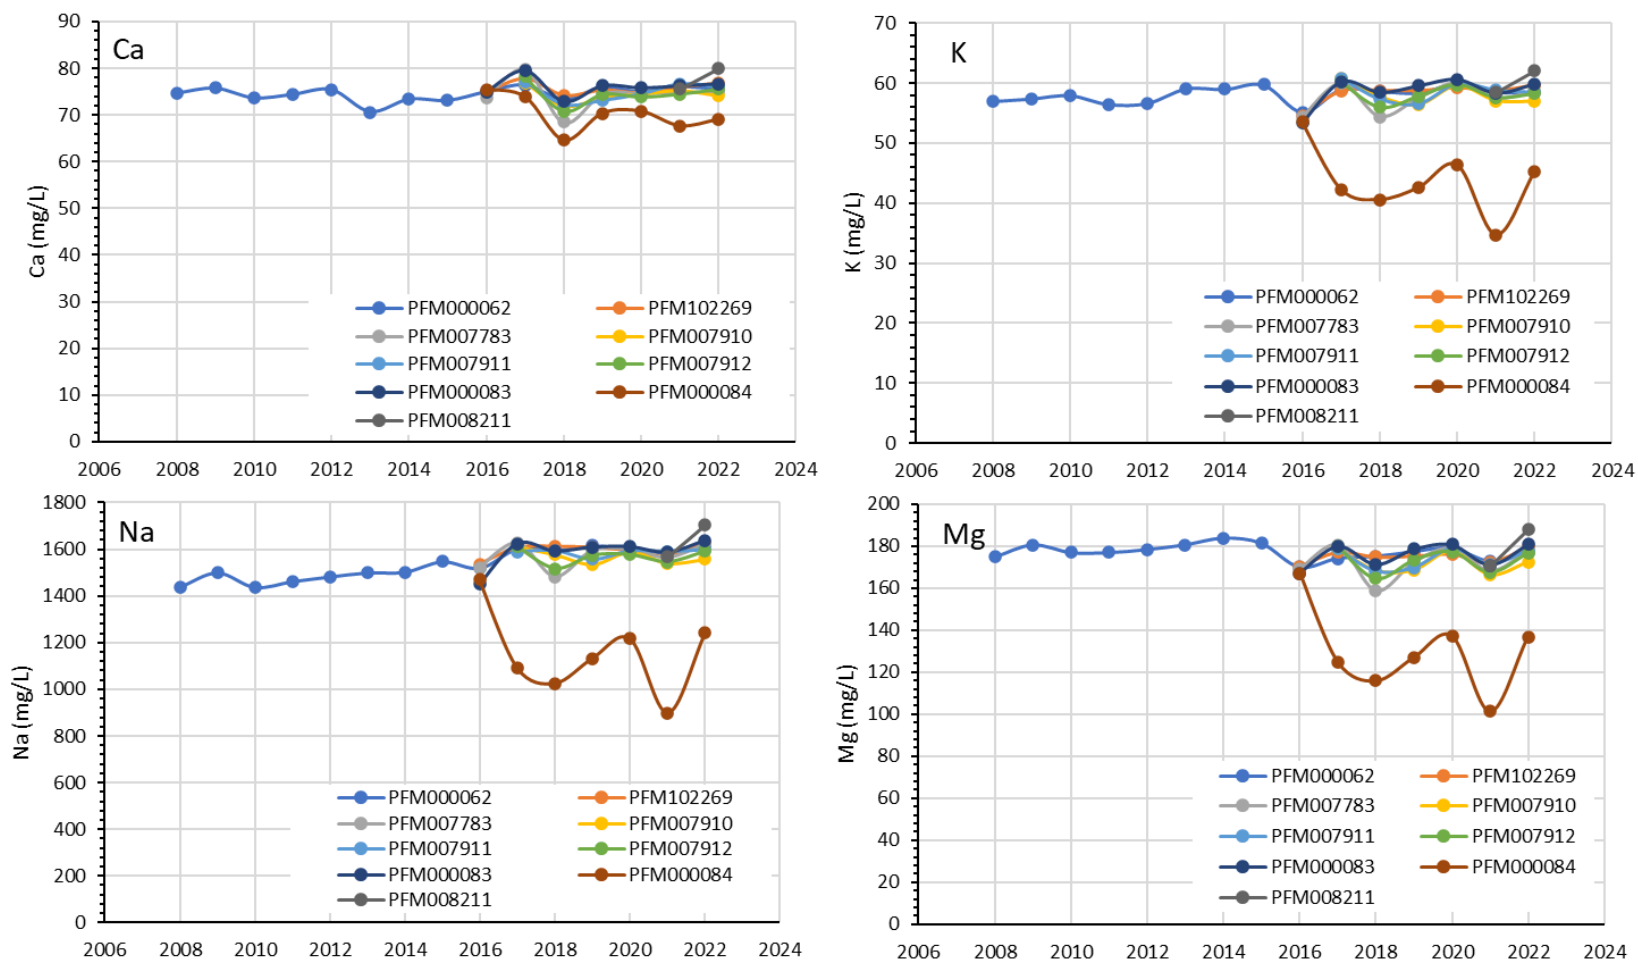 Ca
Ca (mg/L)
90
80
70
60
50
40
30
20
10
0
PFM000062 PFM102269
PFM007783 PFM007910
PFM007911 PFM007912
PFM000083 PFM000084
PFM008211
2006 2008 2010 2012 2014 2016 2018 2020 2022 2024
K
K (mg/L)
70
60
50
40
30
20
10
0
PFM000062 PFM102269
PFM007783 PFM007910
PFM007911 PFM007912
PFM000083 PFM000084
PFM008211
2006 2008 2010 2012 2014 2016 2018 2020 2022 2024
Na
Na (mg/L)
1800
1600
1400
1200
1000
800
600
400
200
0
PFM000062 PFM102269
PFM007783 PFM007910
PFM007911 PFM007912
PFM000083 PFM000084
PFM008211
2006 2008 2010 2012 2014 2016 2018 2020 2022 2024
Mg
Mg (mg/L)
200
180
160
140
120
100
80
60
40
20
0
PFM000062 PFM102269
PFM007783 PFM007910
PFM007911 PFM007912
PFM000083 PFM000084
PFM008211
2006 2008 2010 2012 2014 2016 2018 2020 2022 2024